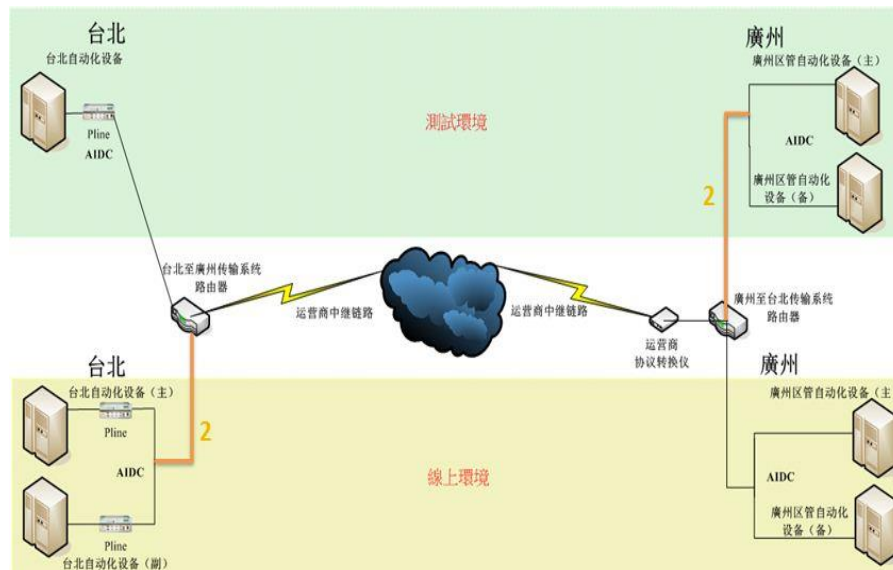 台北
台北自动化设备
Pline
AIDC
測試環境
廣州
廣州区管自动化设备（主）
AIDC
廣州区管自动化
设备（备）
2
台北至廣州传输系统
路由器
运营商中继链路
运营商中继链路
运营商
协议转换仪
廣州至台北传输系统
路由器
台北
台北自动化设备（主）
Pline
AIDC
2
Pline
台北自动化设备（副）
線上環境
廣州
廣州区管自动化设备（主
AIDC
廣州区管自动化
设备（备）